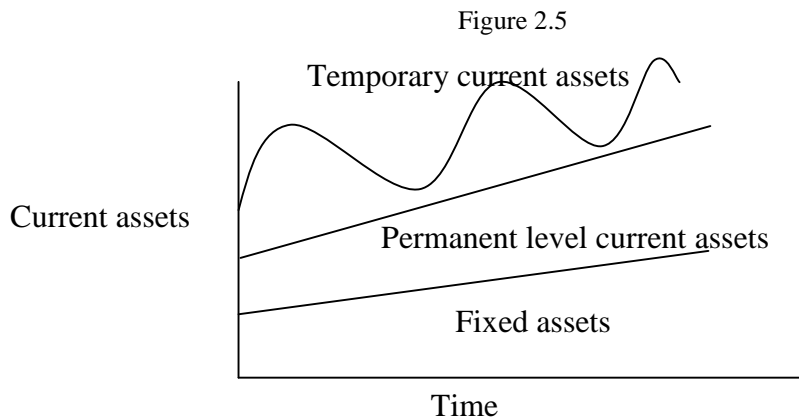 Figure 2.5
Temporary current assets
Current assets
Permanent level current assets
Fixed assets
Time